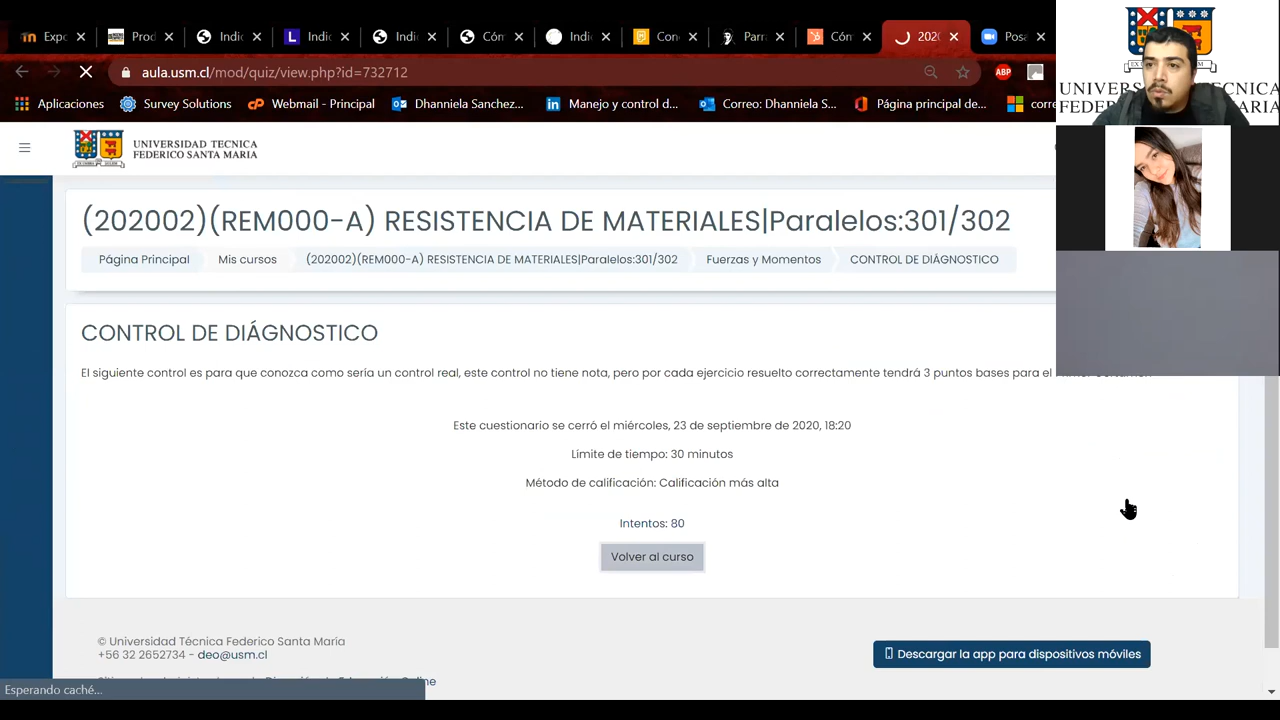 Expo
Prod
Indic
Indic
Indi
Com
Indi
Con
Parr
Cóm
202
Posa
aula.usm.cl/mod/quiz/view.php?id=732712
ABP
Aplicaciones
Survey Solutions
Webmail - Principal
Dhanniela Sanchez...
Manejo y control d...
Correo: Dhanniela S...
Página principal de...
UNIVERSIDAD TECNICA
FEDERICO SANTA MARIA
(202002)(REM000-A) RESISTENCIA DE MATERIALES|Paralelos:301/302
Página Principal
Mis cursos
(202002)(REM000-A) RESISTENCIA DE MATERIALES|Paralelos:301/302
Fuerzas y Momentos
CONTROL DE DIÁGNOSTICO
CONTROL DE DIÁGNOSTICO
El siguiente control es para que conozca como sería un control real, este control no tiene nota, pero por cada ejercicio resuelto correctamente tendrá 3 puntos bases para el
Este cuestionario se cerró el miércoles, 23 de septiembre de 2020, 18:20
Límite de tiempo: 30 minutos
Método de calificación: Calificación más alta
Intentos: 80
Volver al curso
© Universidad Técnica Federico Santa María
+56 32 2652734 - deo@usm.cl
Descargar la app para dispositivos móviles
Esperando caché...